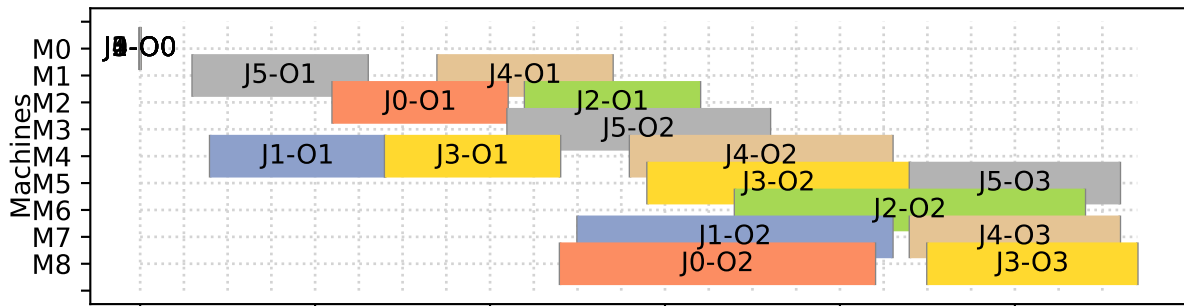 Machines
M0
M1 J5-O1 J4-O1
M2 J0-O1 J2-O1
M3 J5-O2
M4 J1-O1 J3-O1 J4-O2
M5 J3-O2 J5-O3
M6 J2-O2
M7 J1-O2 J4-O3
M8 J0-O2 J3-O3